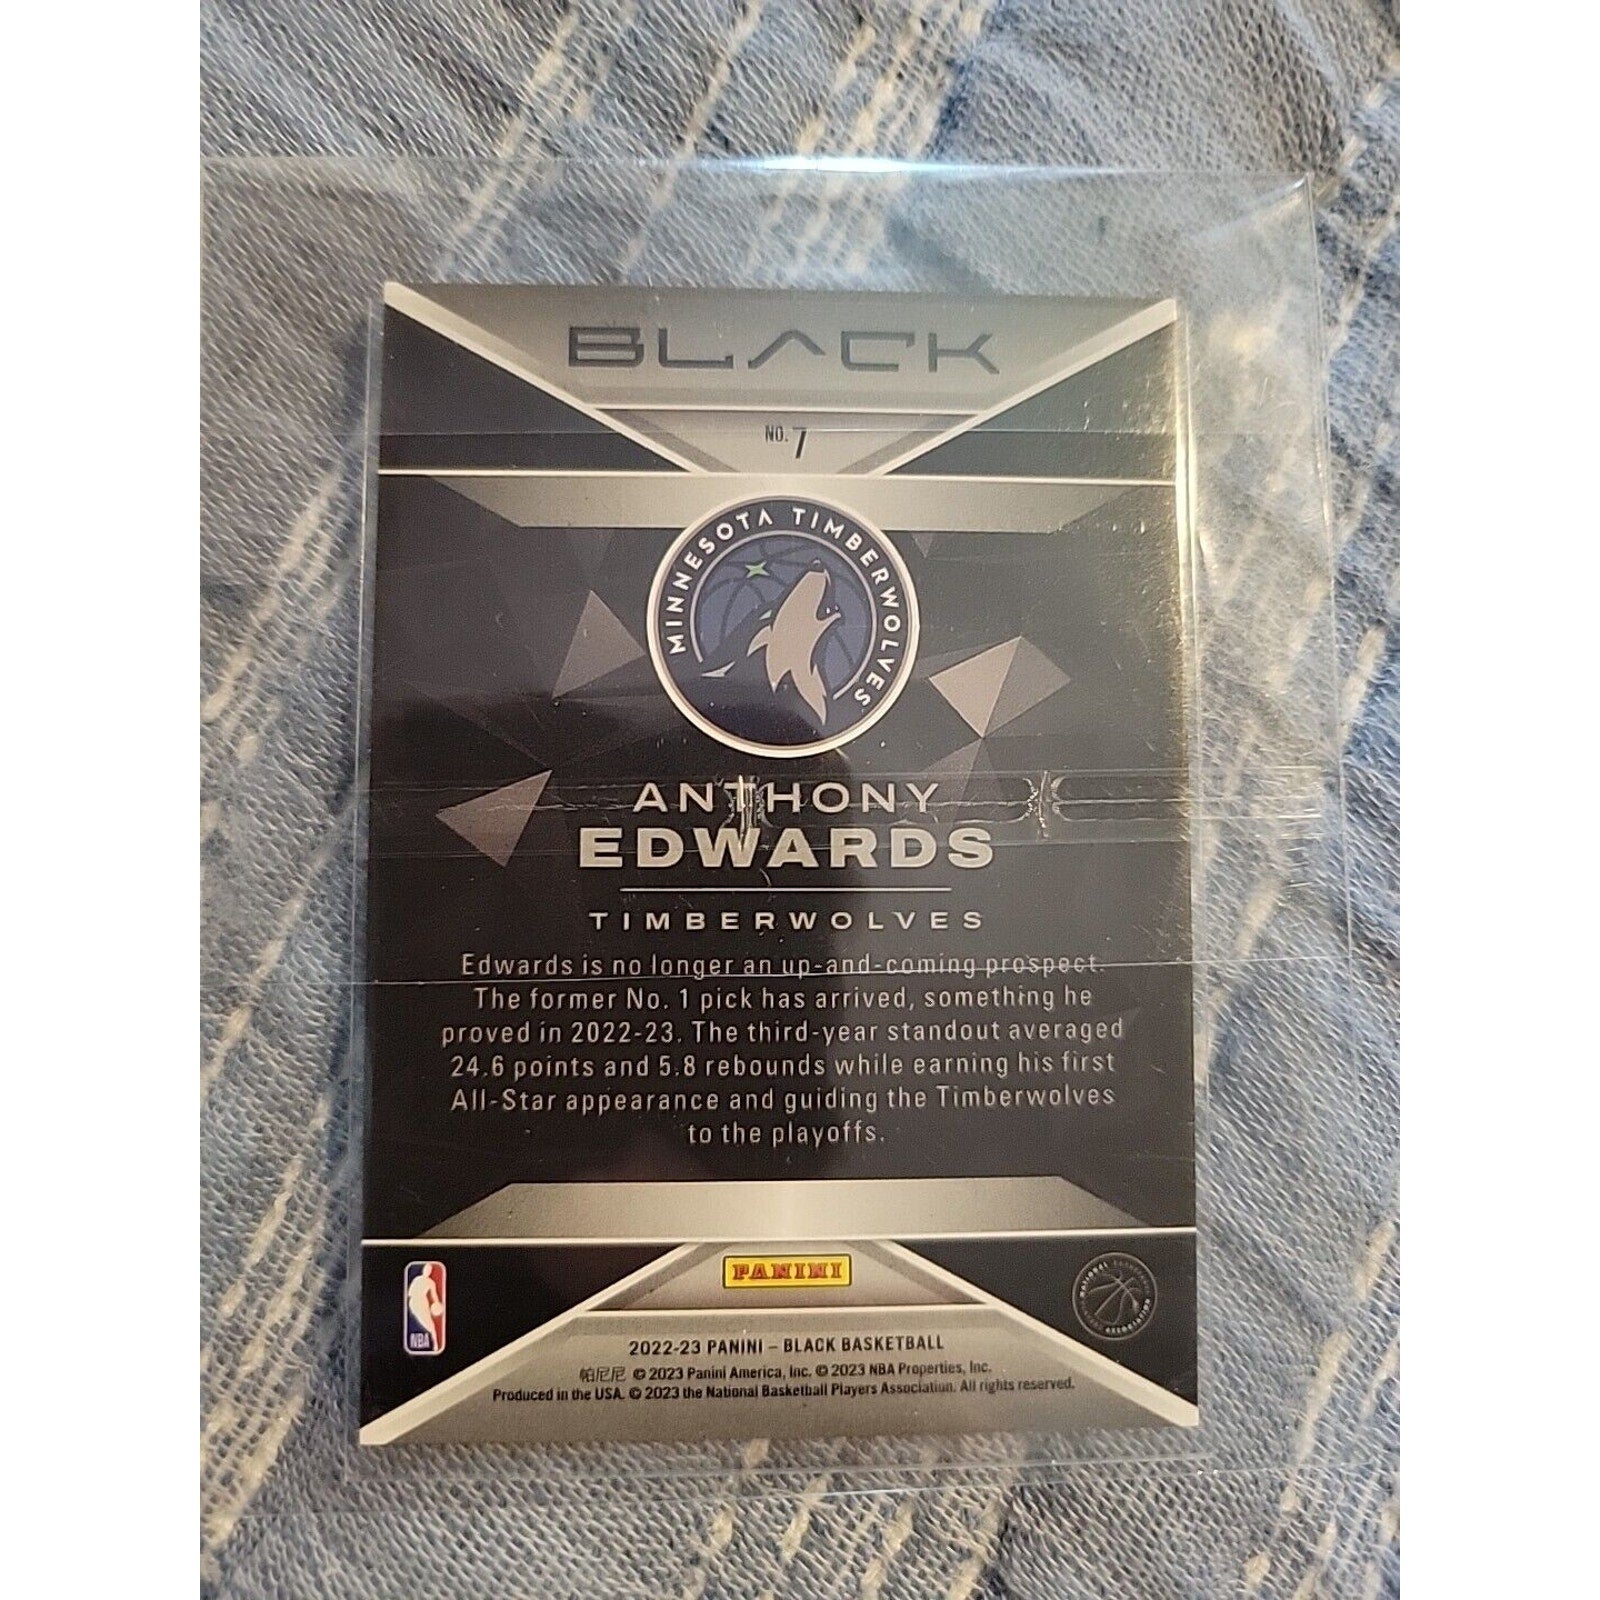 BLACK
NO. 7
MINNESOTA TIMBERWOLVES
ANTHONY
EDWARDS
TIMBERWOLVES
Edwards is no longer an up-and-coming prospect.
The former No. 1 pick has arrived, something he
proved in 2022-23. The third-year standout averaged
24.6 points and 5.8 rebounds while earning his first
All-Star appearance and guiding the Timberwolves
to the playoffs.
PANINI
NBA
NATIONAL BASKETBALL PLAYERS ASSOCIATION
2022-23 PANINI – BLACK BASKETBALL
帕尼尼 © 2023 Panini America, Inc. © 2023 NBA Properties, Inc.
Produced in the USA. © 2023 the National Basketball Players Association. All rights reserved.